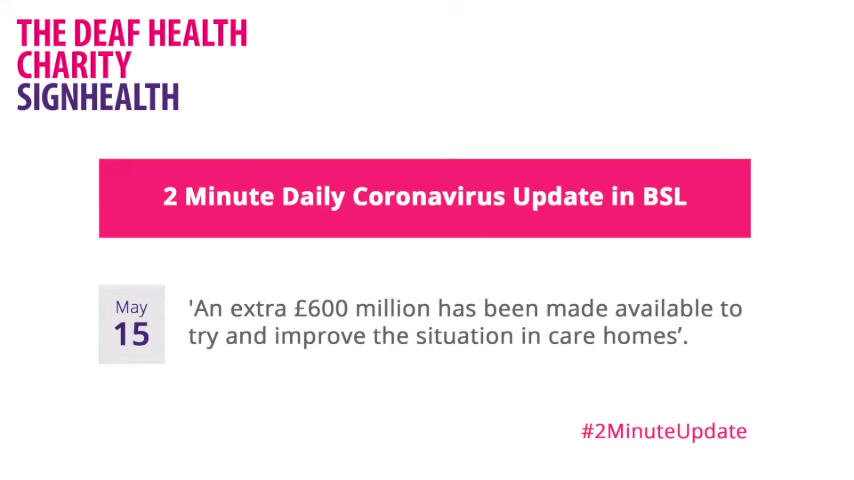 THE DEAF HEALTH
CHARITY
SIGNHEALTH
2 Minute Daily Coronavirus Update in BSL
May
15
'An extra £600 million has been made available to
try and improve the situation in care homes’.
#2MinuteUpdate